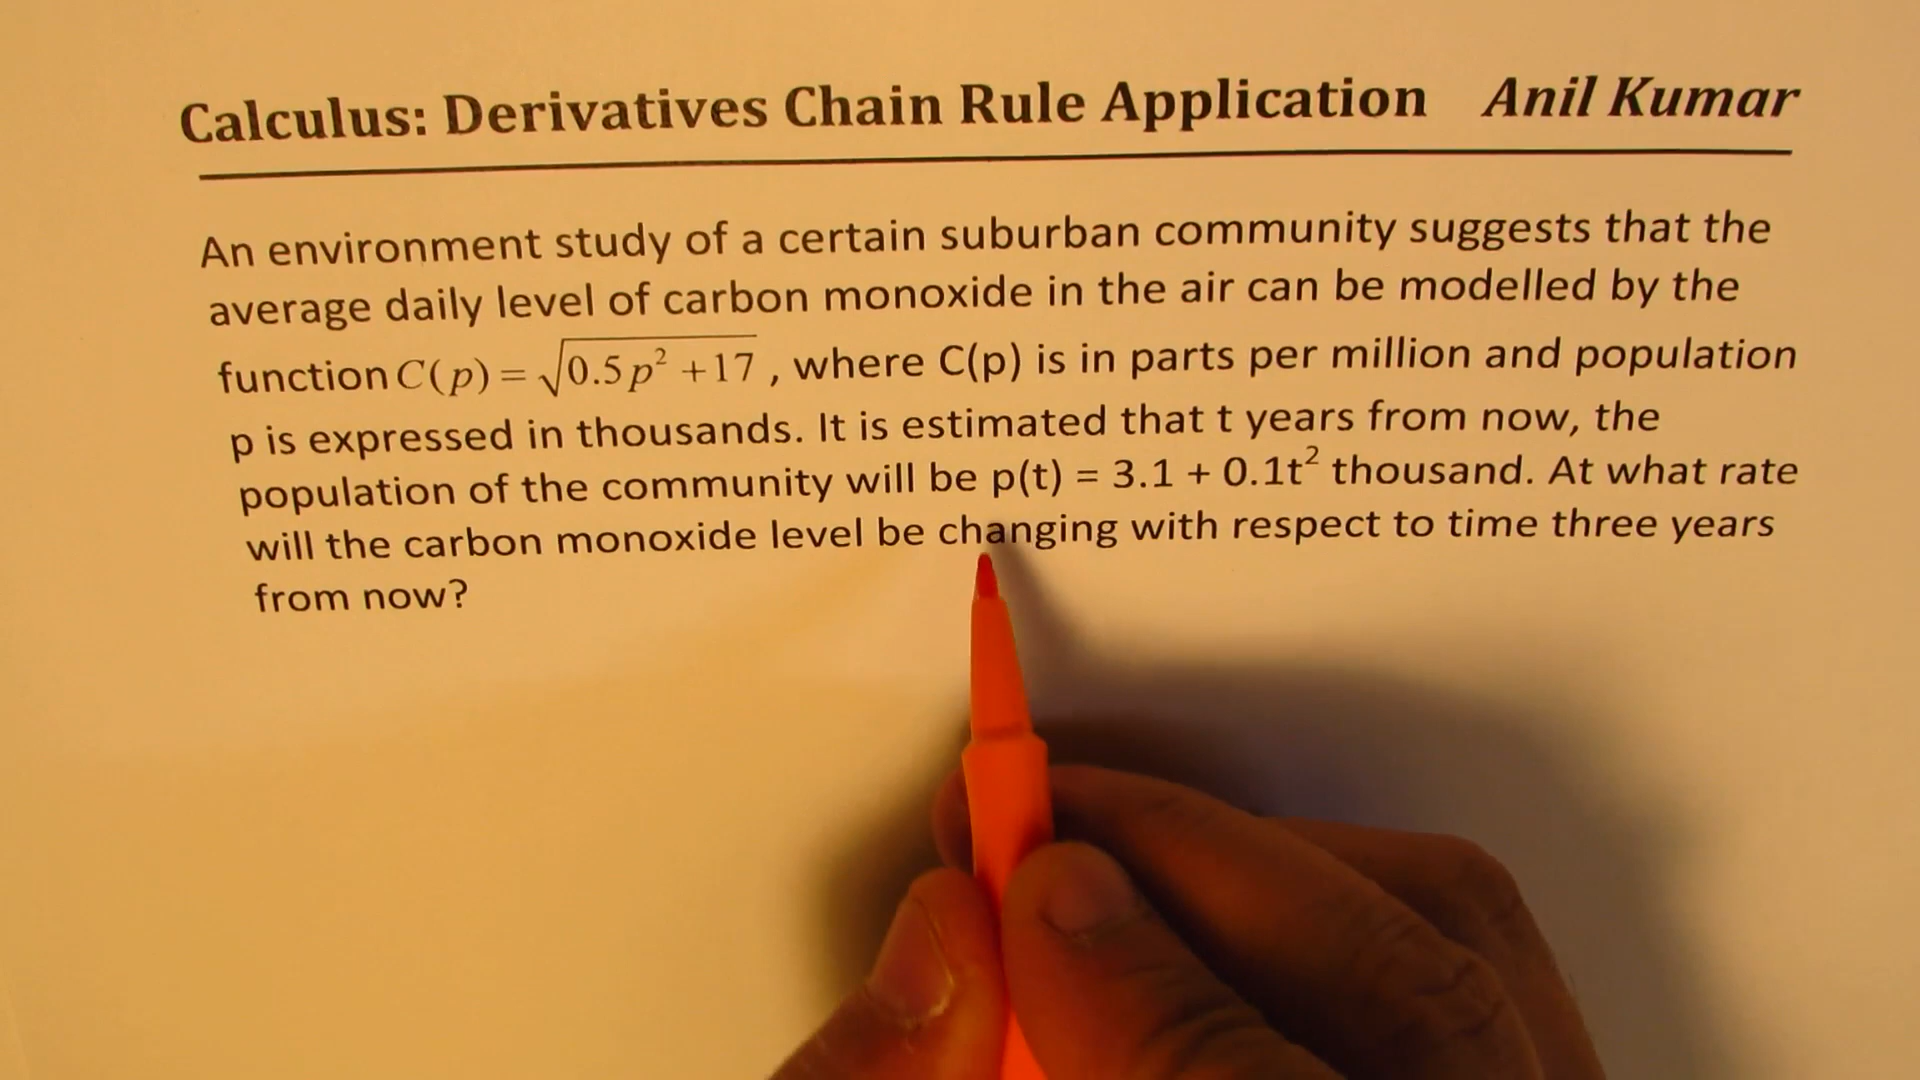 Calculus: Derivatives Chain Rule Application Anil Kumar
An environment study of a certain suburban community suggests that the
average daily level of carbon monoxide in the air can be modelled by the
function C(p) = √(0.5p² + 17) , where C(p) is in parts per million and population
p is expressed in thousands. It is estimated that t years from now, the
population of the community will be p(t) = 3.1 + 0.1t² thousand. At what rate
will the carbon monoxide level be changing with respect to time three years
from now?